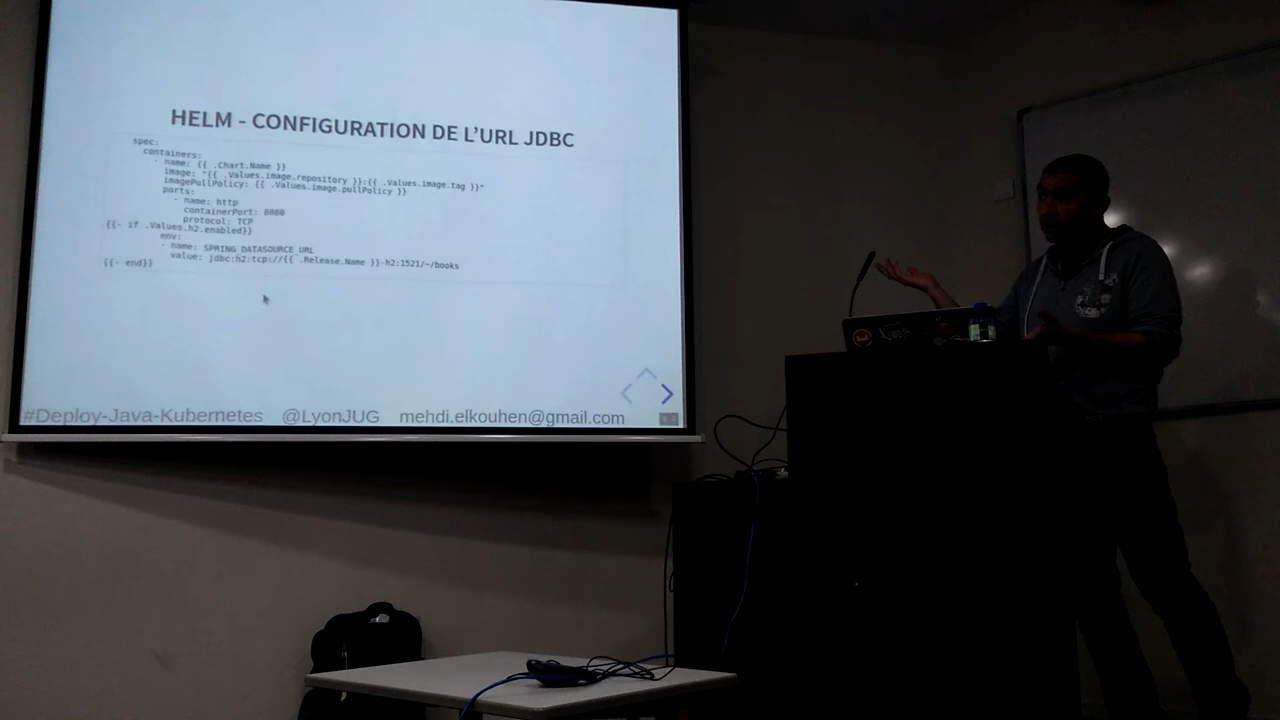 HELM - CONFIGURATION DE L'URL JDBC
spec:
containers:
- name: {{ .Chart.Name }}
image: "{{ .Values.image.repository }}:{{ .Values.image.tag }}"
imagePullPolicy: {{ .Values.image.pullPolicy }}
ports:
- name: http
containerPort: 8080
protocol: TCP
{{- if .Values.h2.enabled}}
env:
- name: SPRING_DATASOURCE_URL
value: jdbc:h2:tcp://{{ .Release.Name }}-h2:1521/~/books
{{- end}}
#Deploy-Java-Kubernetes @LyonJUG mehdi.elkouhen@gmail.com